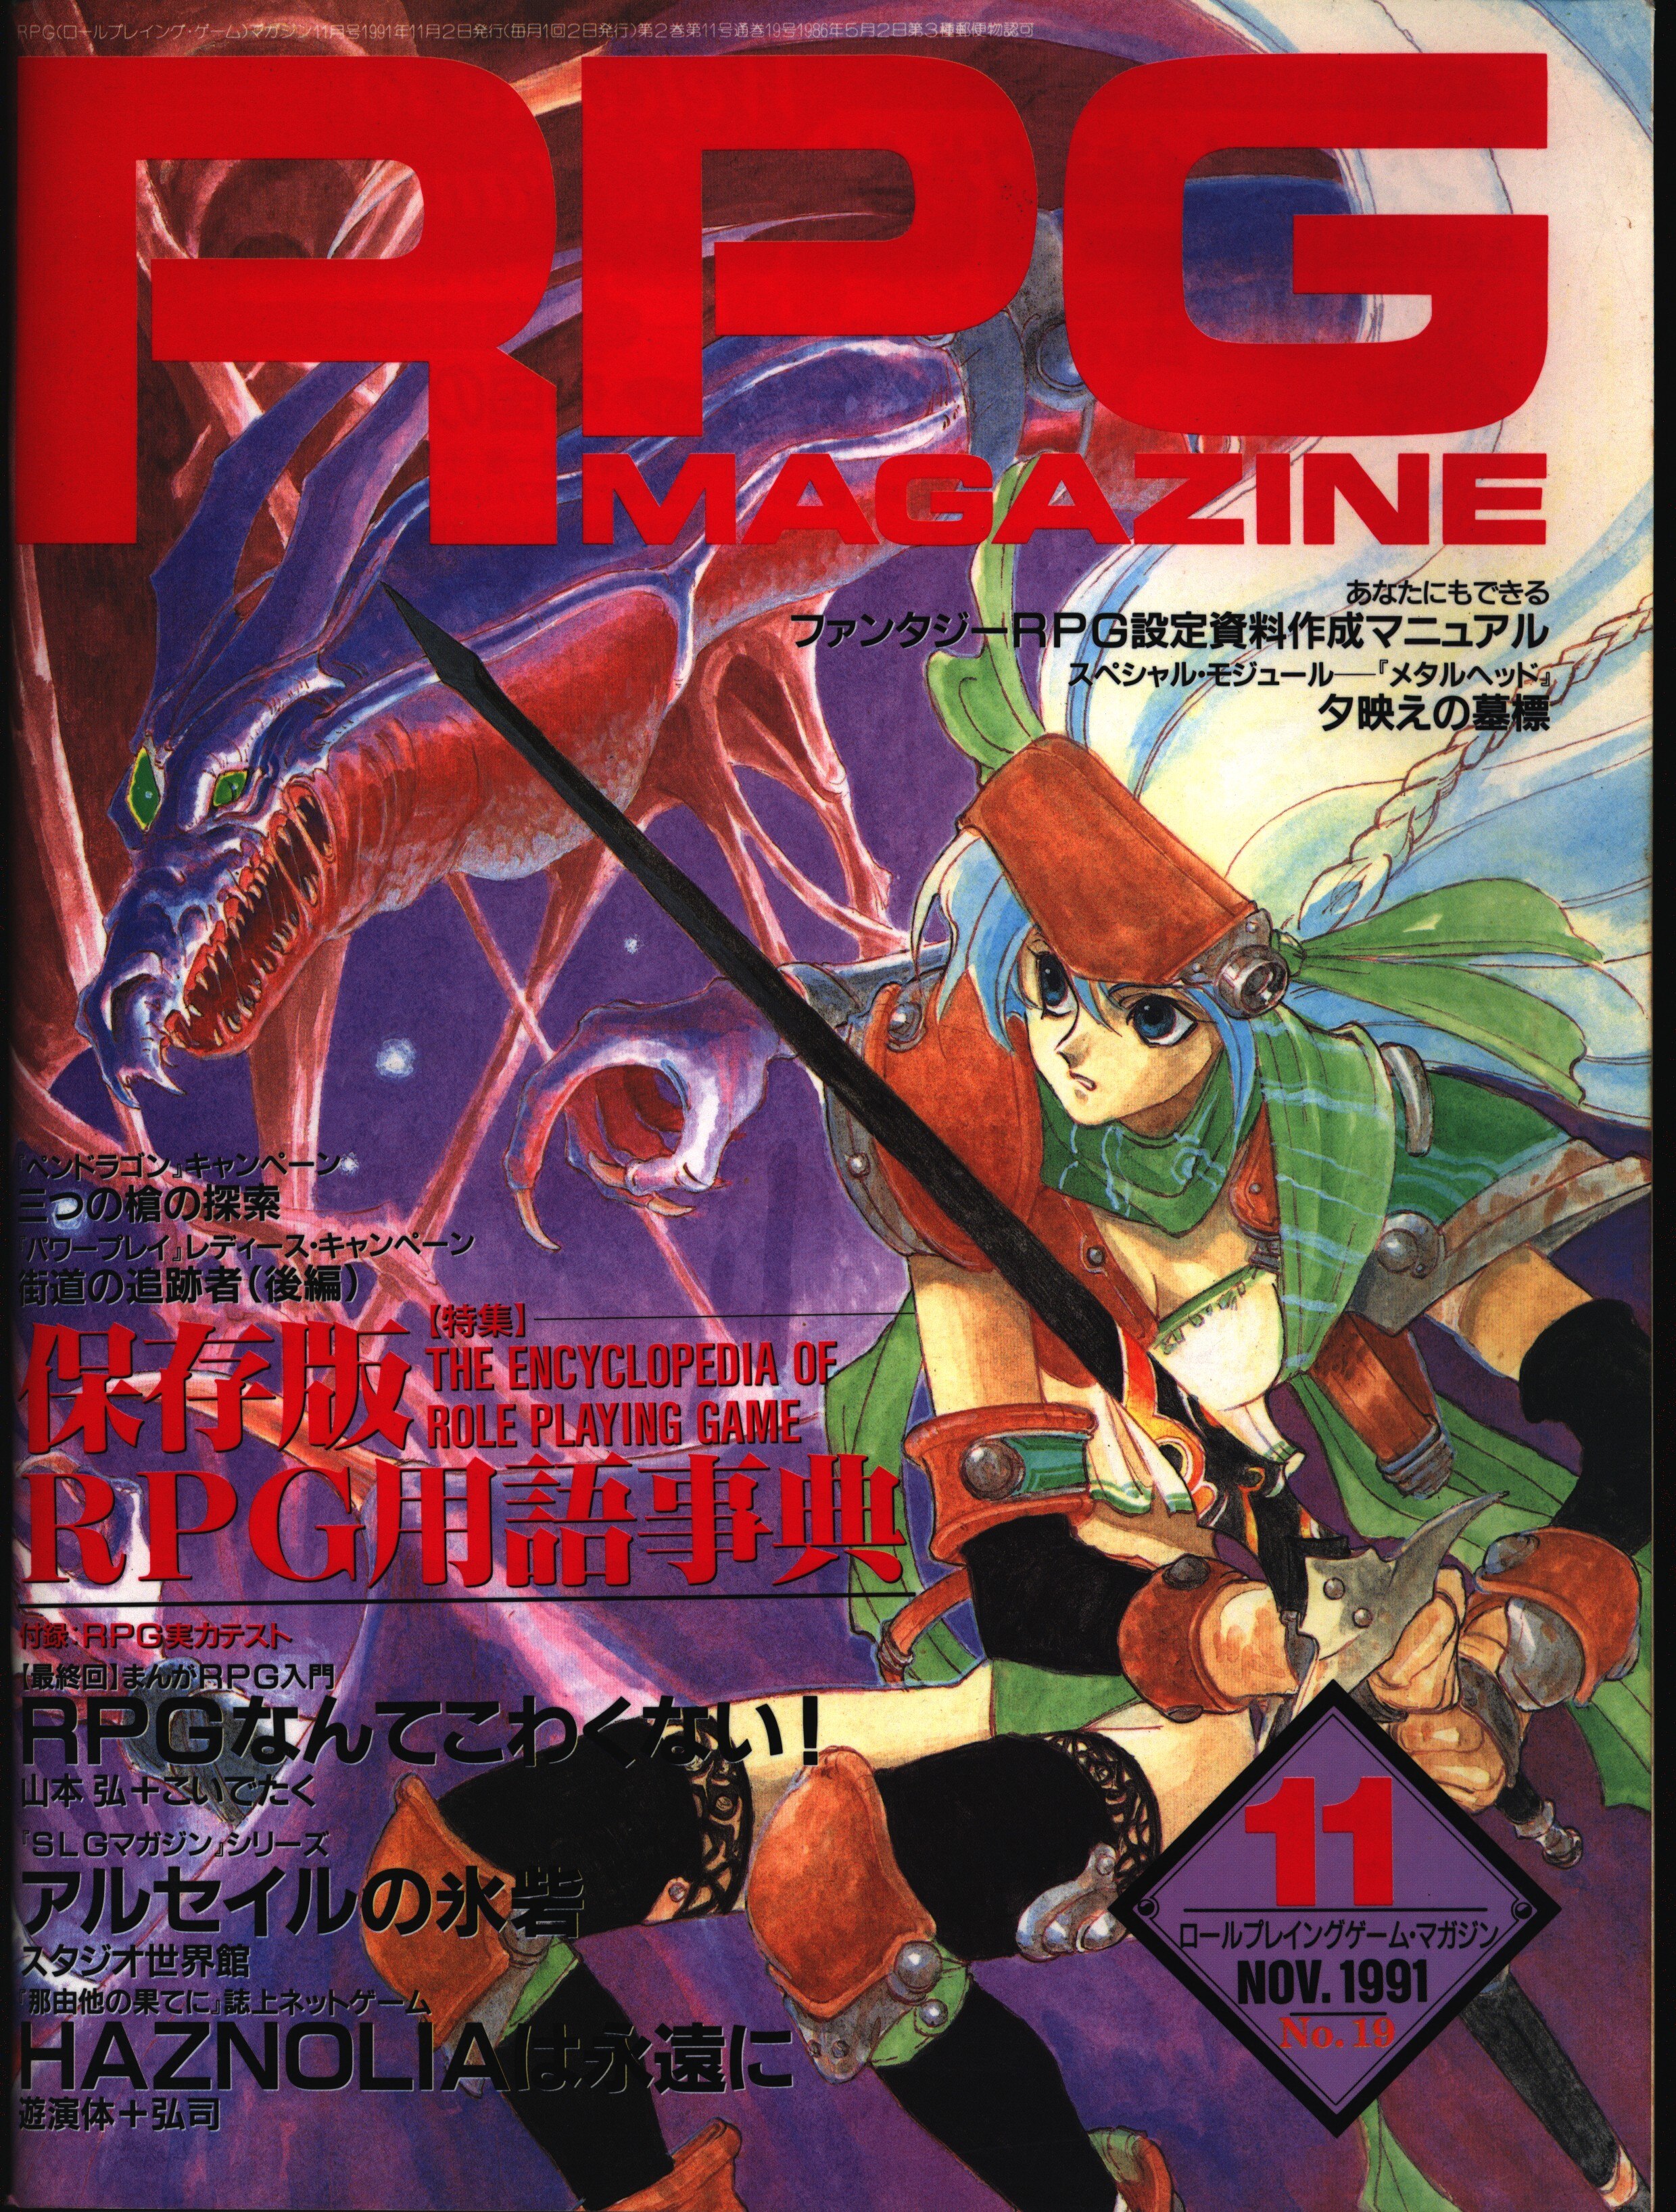 RPG(ロールプレイング・ゲーム)マガジン11月号1991年11月2日発行(毎月1回2日発行)第2巻第11号通巻19号1986年5月2日第3種郵便物認可
RPG
MAGAZINE
あなたにもできる
ファンタジーRPG設定資料作成マニュアル
スペシャル・モジュール──『メタルヘッド』
夕映えの墓標
『ペンドラゴン』キャンペーン
三つの槍の探索
『パワープレイ』レディース・キャンペーン
街道の追跡者(後編)
【特集】
保存版
THE ENCYCLOPEDIA OF
ROLE PLAYING GAME
RPG用語事典
付録:RPG実力テスト
【最終回】まんがRPG入門
RPGなんてこわくない!
山本 弘+こいでたく
『SLGマガジン』シリーズ
アルセイルの氷砦
スタジオ世界館
『那由他の果てに』誌上ネットゲーム
HAZNOLIAは永遠に
遊演体+弘司
11
ロールプレイングゲーム・マガジン
NOV. 1991
No. 19